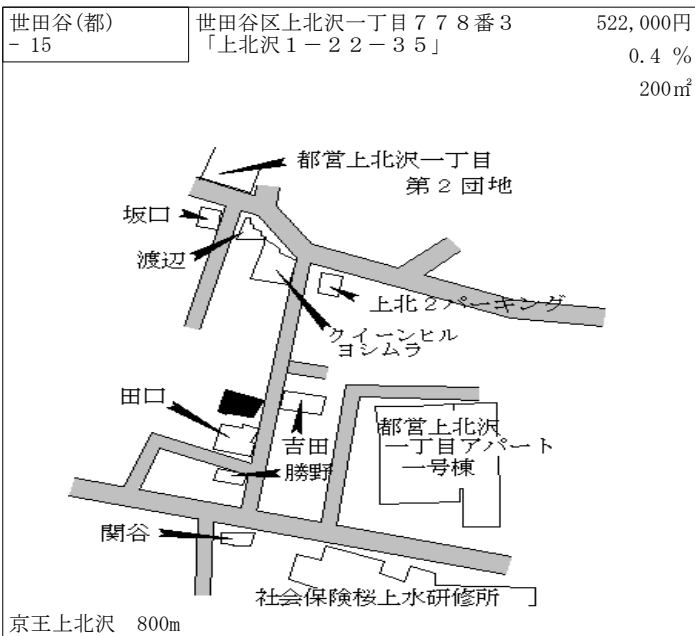 世田谷(都)
- 15
世田谷区上北沢一丁目７７８番３
「上北沢１－２２－３５」
522,000円
0.4 %
200㎡
都営上北沢一丁目
第２団地
坂口
渡辺
上北２パーキング
クイーンヒル
ヨシムラ
田口
吉田
勝野
都営上北沢
一丁目アパート
一号棟
関谷
社会保険桜上水研修所
京王上北沢　800m